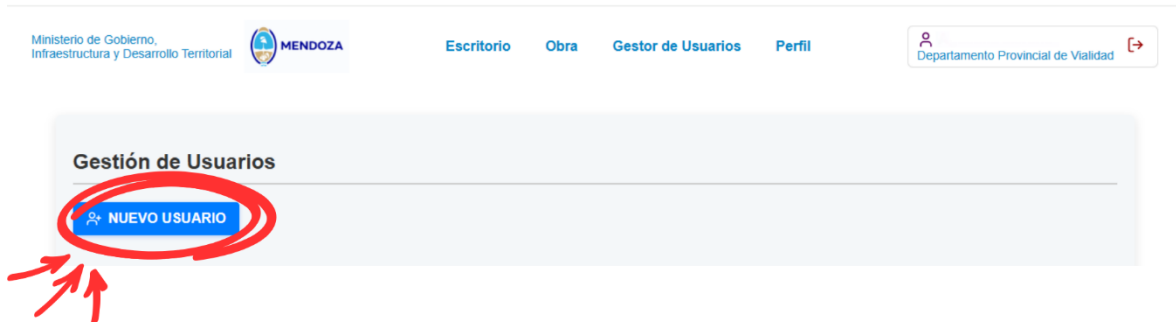 Ministerio de Gobierno,
Infraestructura y Desarrollo Territorial
MENDOZA
Escritorio
Obra
Gestor de Usuarios
Perfil
Departamento Provincial de Vialidad
Gestión de Usuarios
NUEVO USUARIO